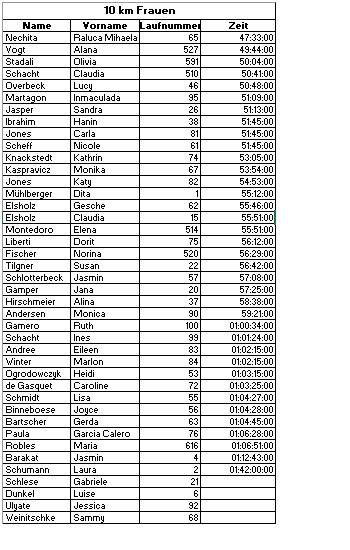 10 km Frauen
Name Vorname Laufnummer Zeit
Nechita Raluca Mihaela 65 47:33:00
Vogt Alana 527 49:44:00
Stadali Olivia 591 50:04:00
Schacht Claudia 510 50:41:00
Overbeck Lucy 46 50:48:00
Martagon Inmaculada 95 51:09:00
Jasper Sandra 26 51:13:00
Ibrahim Hanin 38 51:45:00
Jones Carla 81 51:45:00
Scheff Nicole 61 51:45:00
Knackstedt Kathrin 74 53:05:00
Kaspravicz Monika 67 53:54:00
Jones Katy 82 54:53:00
Mühlberger Dita 1 55:12:00
Elsholz Gesche 62 55:46:00
Elsholz Claudia 15 55:51:00
Montedoro Elena 514 55:51:00
Liberti Dorit 75 56:12:00
Fischer Norina 520 56:29:00
Tilgner Susan 22 56:42:00
Schlotterbeck Jasmin 57 57:08:00
Gamper Jana 20 57:25:00
Hirschmeier Alina 37 58:38:00
Andersen Monica 90 59:21:00
Gamero Ruth 100 01:00:34:00
Schacht Ines 99 01:01:24:00
Andree Eileen 83 01:02:15:00
Winter Marlon 84 01:02:15:00
Ogrodowczyk Heidi 53 01:03:15:00
de Gasquet Caroline 72 01:03:25:00
Schmidt Lisa 55 01:04:27:00
Binneboese Joyce 56 01:04:28:00
Bartscher Gerda 63 01:04:45:00
Paula Garcia Calero 76 01:06:28:00
Robles Maria 616 01:06:51:00
Barakat Jasmin 4 01:12:43:00
Schumann Laura 2 01:42:00:00
Schlese Gabriele 21
Dunkel Luise 6
Ulyate Jessica 92
Weinitschke Sammy 68